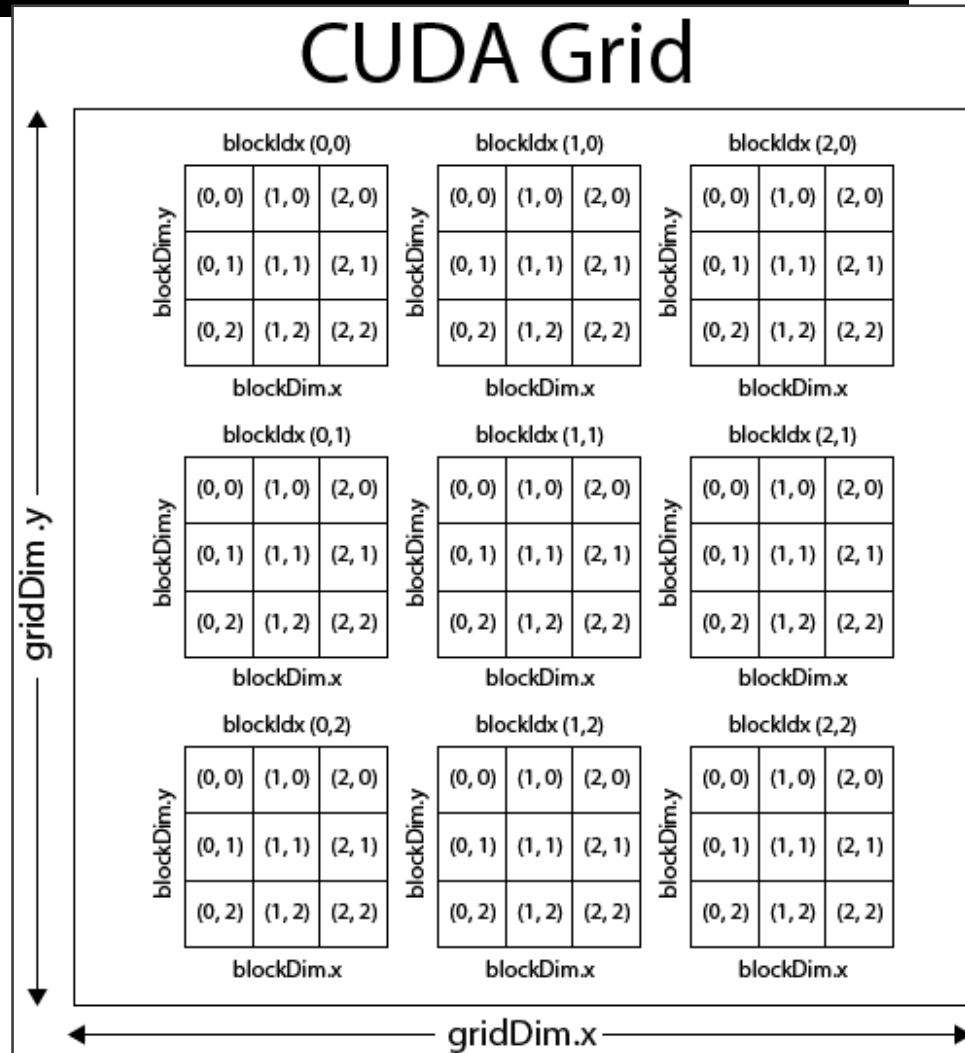 CUDA Grid
blockIdx (0,0) blockIdx (1,0) blockIdx (2,0)
blockDim.y (0, 0) (1, 0) (2, 0) blockDim.y (0, 0) (1, 0) (2, 0) blockDim.y (0, 0) (1, 0) (2, 0)
(0, 1) (1, 1) (2, 1) (0, 1) (1, 1) (2, 1) (0, 1) (1, 1) (2, 1)
(0, 2) (1, 2) (2, 2) (0, 2) (1, 2) (2, 2) (0, 2) (1, 2) (2, 2)
blockDim.x blockDim.x blockDim.x
blockIdx (0,1) blockIdx (1,1) blockIdx (2,1)
blockDim.y (0, 0) (1, 0) (2, 0) blockDim.y (0, 0) (1, 0) (2, 0) blockDim.y (0, 0) (1, 0) (2, 0)
(0, 1) (1, 1) (2, 1) (0, 1) (1, 1) (2, 1) (0, 1) (1, 1) (2, 1)
(0, 2) (1, 2) (2, 2) (0, 2) (1, 2) (2, 2) (0, 2) (1, 2) (2, 2)
blockDim.x blockDim.x blockDim.x
gridDim .y
blockIdx (0,2) blockIdx (1,2) blockIdx (2,2)
blockDim.y (0, 0) (1, 0) (2, 0) blockDim.y (0, 0) (1, 0) (2, 0) blockDim.y (0, 0) (1, 0) (2, 0)
(0, 1) (1, 1) (2, 1) (0, 1) (1, 1) (2, 1) (0, 1) (1, 1) (2, 1)
(0, 2) (1, 2) (2, 2) (0, 2) (1, 2) (2, 2) (0, 2) (1, 2) (2, 2)
blockDim.x blockDim.x blockDim.x
gridDim.x